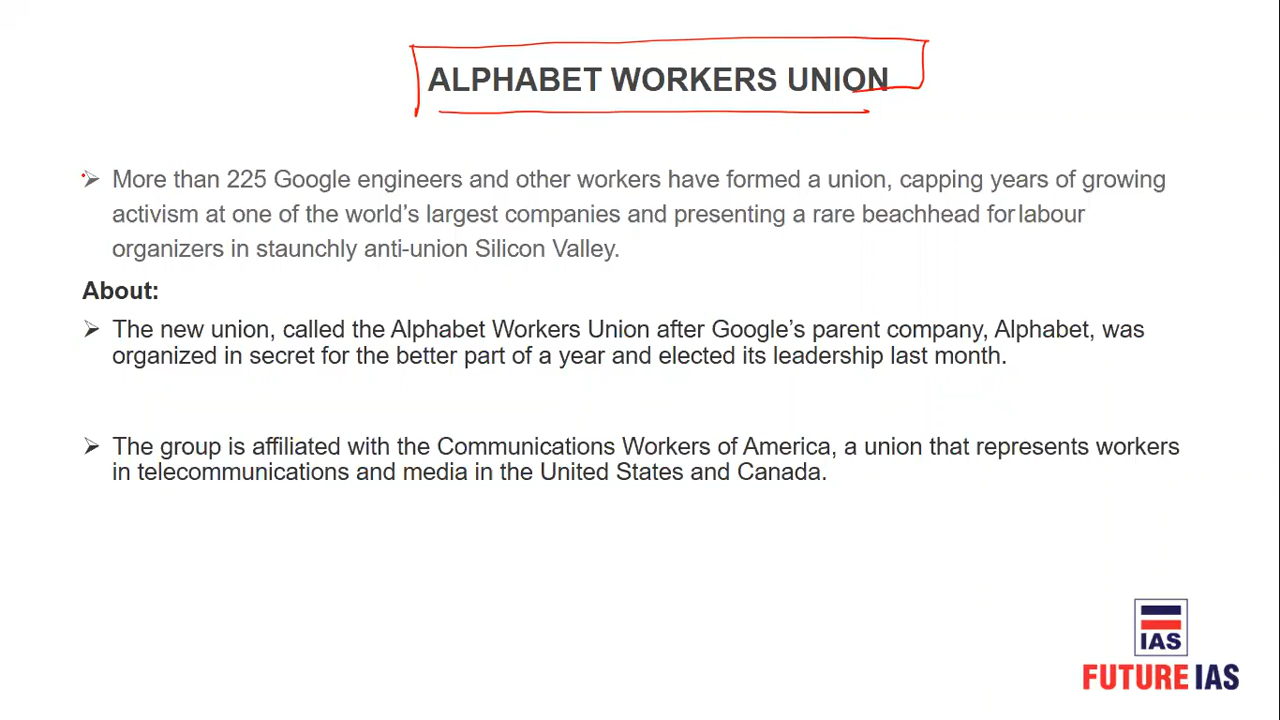 ALPHABET WORKERS UNION
➢ More than 225 Google engineers and other workers have formed a union, capping years of growing
activism at one of the world's largest companies and presenting a rare beachhead for labour
organizers in staunchly anti-union Silicon Valley.
About:
➢ The new union, called the Alphabet Workers Union after Google's parent company, Alphabet, was
organized in secret for the better part of a year and elected its leadership last month.
➢ The group is affiliated with the Communications Workers of America, a union that represents workers
in telecommunications and media in the United States and Canada.
IAS
FUTURE IAS